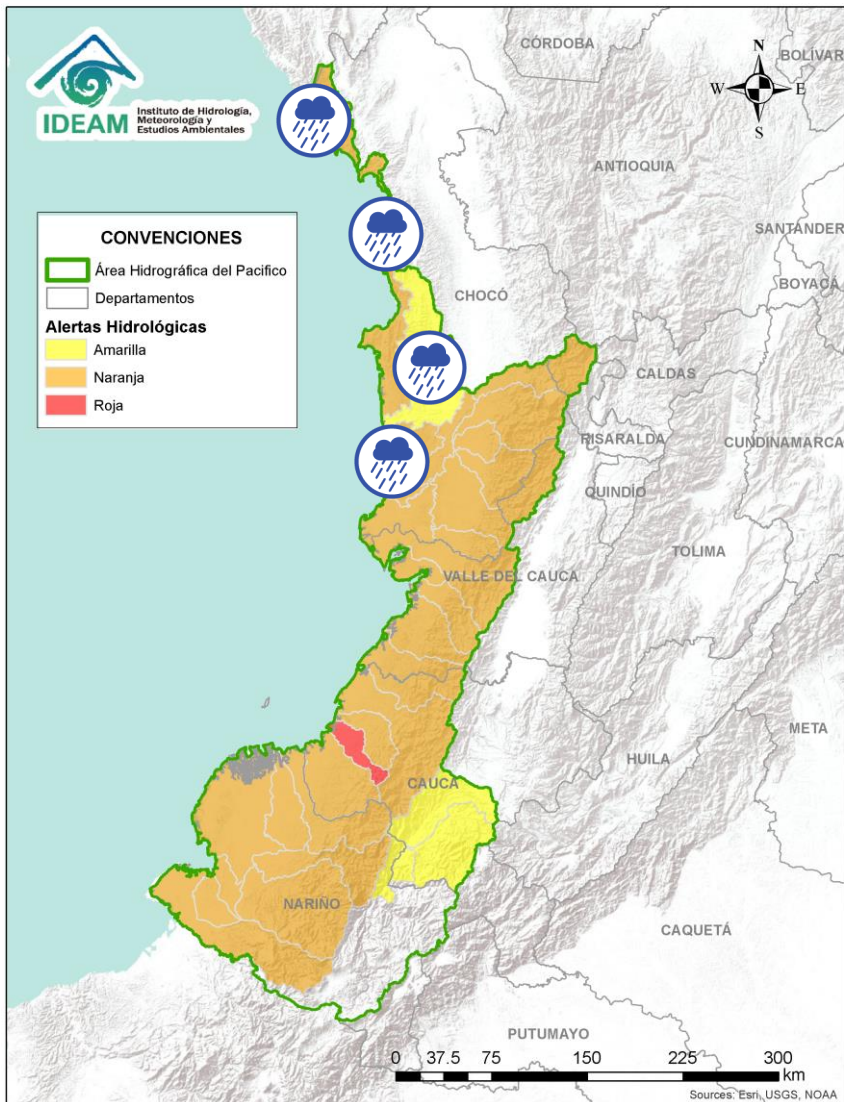 IDEAM
Instituto de Hidrología,
Meteorología y
Estudios Ambientales
N
W
E
S
CÓRDOBA
BOLÍVAR
ANTIOQUIA
SANTANDER
BOYACÁ
CHOCÓ
CALDAS
RISARALDA
CUNDINAMARCA
QUINDÍO
TOLIMA
VALLE DEL CAUCA
META
HUILA
CAUCA
NARIÑO
CAQUETÁ
PUTUMAYO
CONVENCIONES
Área Hidrográfica del Pacifico
Departamentos
Alertas Hidrológicas
Amarilla
Naranja
Roja
0 37.5 75 150 225 300
km
Sources: Esri, USGS, NOAA